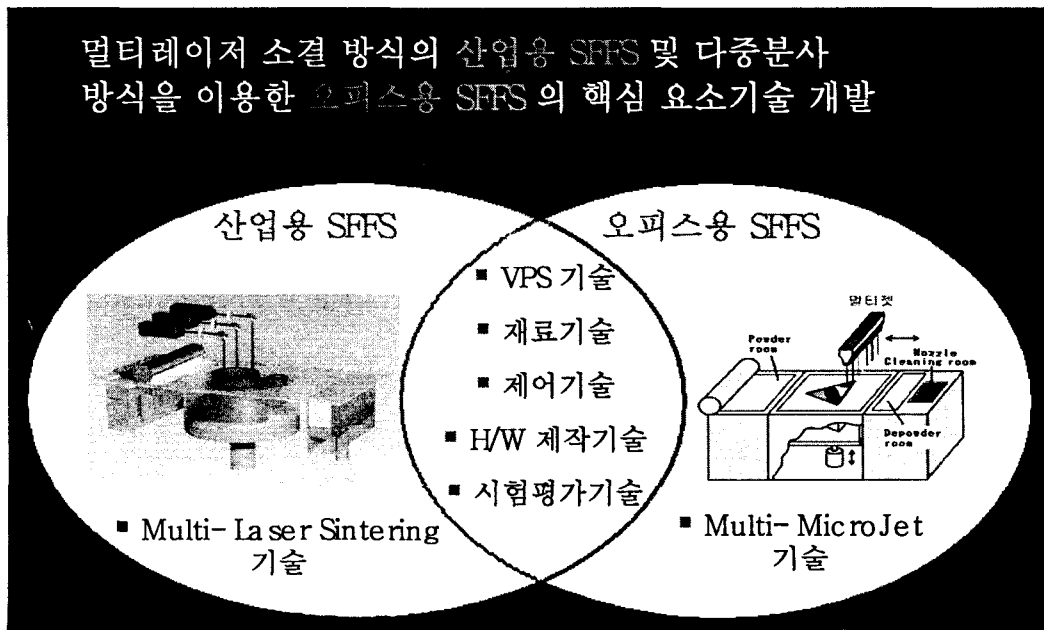 멀티레이저 소결 방식의 산업용 SFFS 및 다중분사
방식을 이용한 오피스용 SFFS 의 핵심 요소기술 개발
산업용 SFFS
오피스용 SFFS
▪ VPS 기술
▪ 재료기술
▪ 제어기술
▪ H/W 제작기술
▪ 시험평가기술
멀티젯
Powder
room
Nozzle
Cleaning room
Depowder
room
▪ Multi-Laser Sintering
기술
▪ Multi-MicroJet
기술